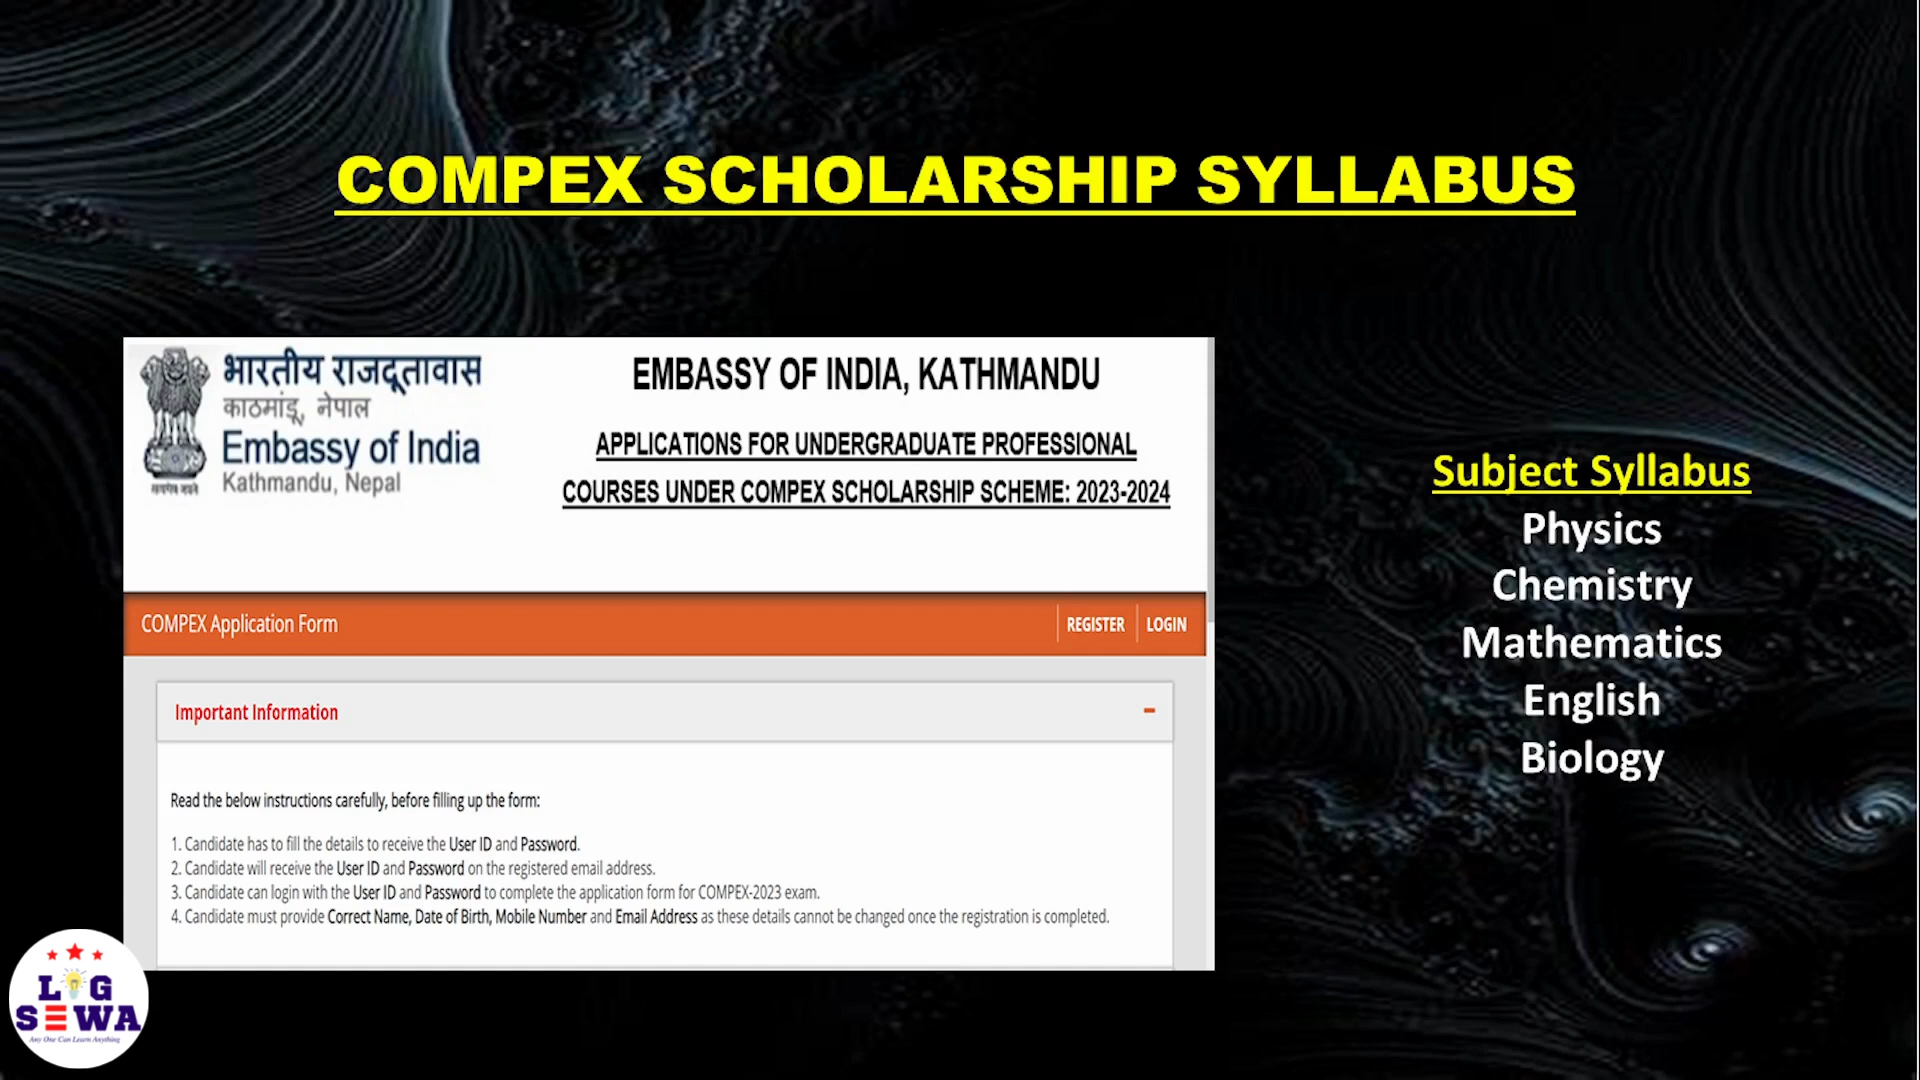 COMPEX SCHOLARSHIP SYLLABUS
भारतीय राजदूतावास
काठमांडू, नेपाल
Embassy of India
Kathmandu, Nepal
EMBASSY OF INDIA, KATHMANDU
APPLICATIONS FOR UNDERGRADUATE PROFESSIONAL
COURSES UNDER COMPEX SCHOLARSHIP SCHEME: 2023-2024
COMPEX Application Form
REGISTER
LOGIN
Important Information
Read the below instructions carefully, before filling up the form:
1. Candidate has to fill the details to receive the User ID and Password.
2. Candidate will receive the User ID and Password on the registered email address.
3. Candidate can login with the User ID and Password to complete the application form for COMPEX-2023 exam.
4. Candidate must provide Correct Name, Date of Birth, Mobile Number and Email Address as these details cannot be changed once the registration is completed.
Subject Syllabus
Physics
Chemistry
Mathematics
English
Biology
LIG
SEWA
Any One Can Learn Anything